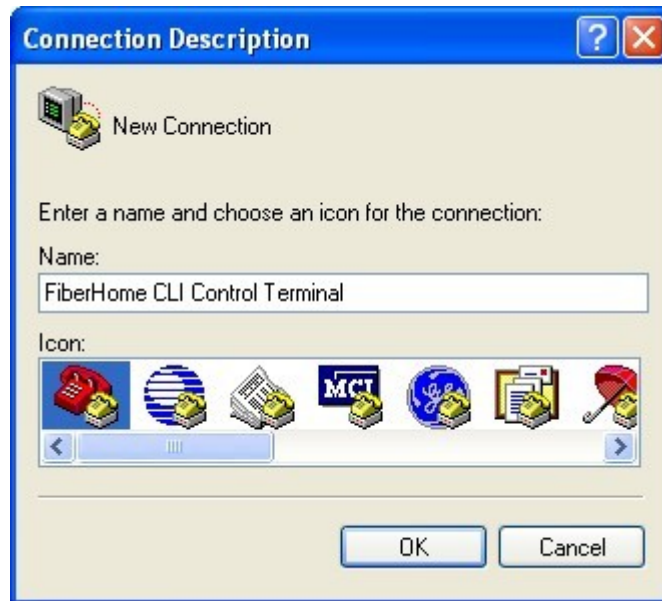 Connection Description
New Connection
Enter a name and choose an icon for the connection:
Name:
FiberHome CLI Control Terminal
Icon:
MCI
OK
Cancel